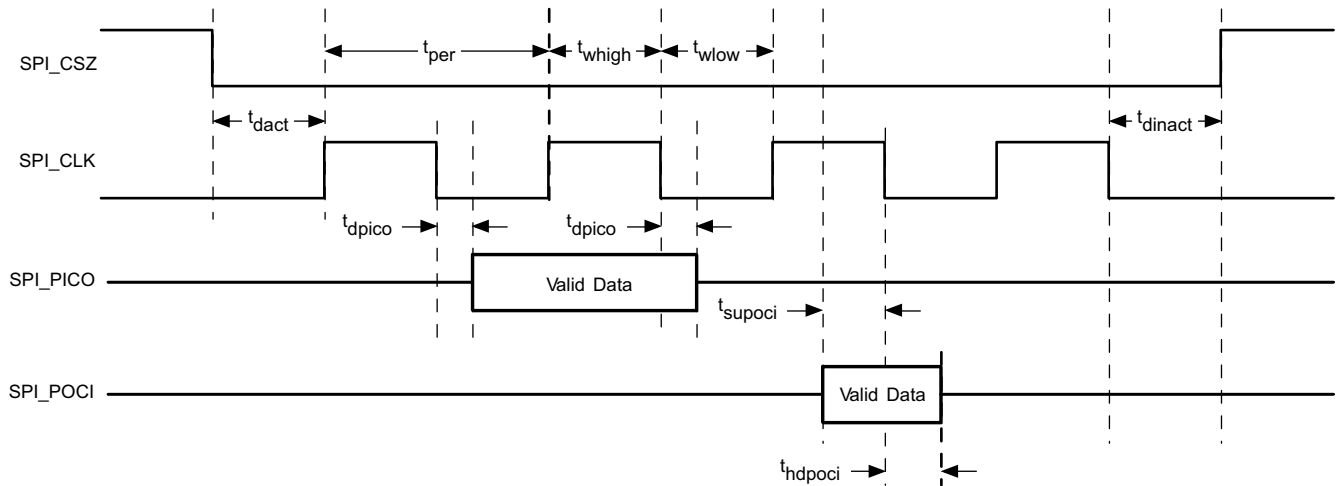 t_per
t_whigh
t_wlow
SPI_CSZ
t_dact
t_dinact
SPI_CLK
t_dpico
t_dpico
SPI_PICO
Valid Data
t_supoci
SPI_POCI
Valid Data
t_hdpoci